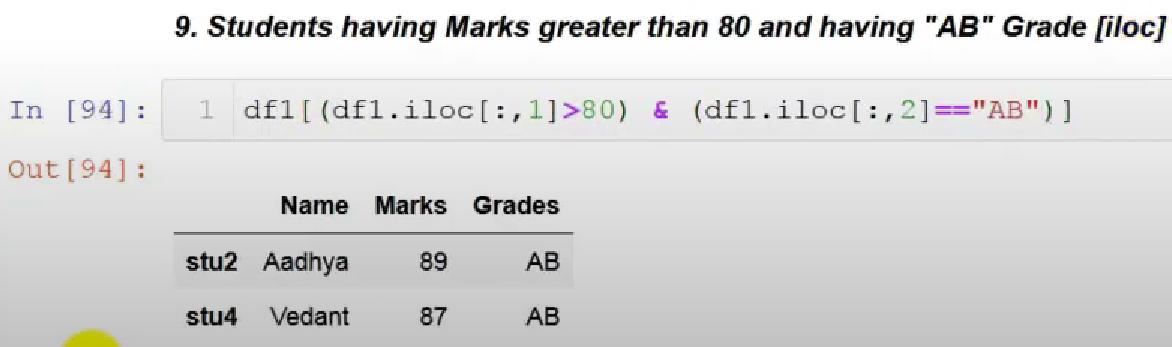 9. Students having Marks greater than 80 and having "AB" Grade [iloc]
In [94]: 1 df1[(df1.iloc[:,1]>80) & (df1.iloc[:,2]=="AB")]
Out[94]:
Name Marks Grades
stu2 Aadhya 89 AB
stu4 Vedant 87 AB